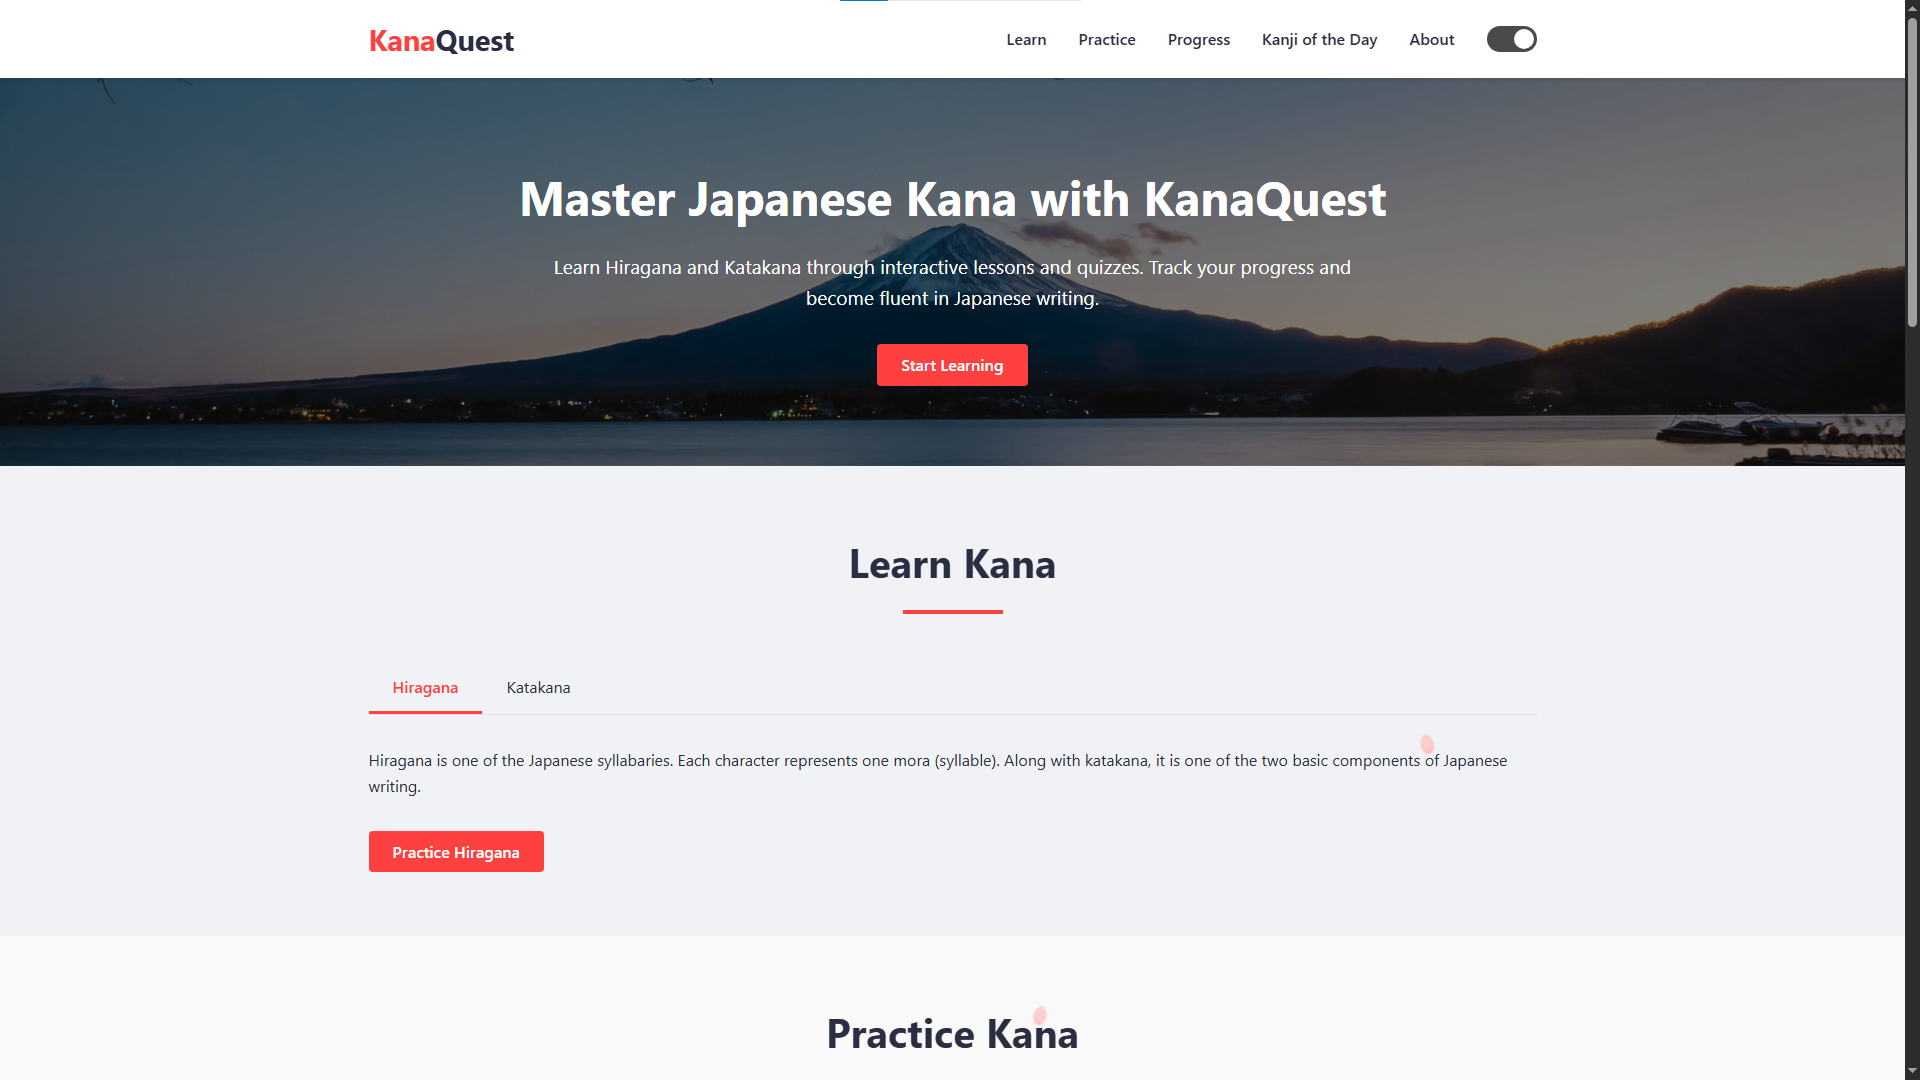 KanaQuest
Learn
Practice
Progress
Kanji of the Day
About
Master Japanese Kana with KanaQuest
Learn Hiragana and Katakana through interactive lessons and quizzes. Track your progress and
become fluent in Japanese writing.
Start Learning
Learn Kana
Hiragana
Katakana
Hiragana is one of the Japanese syllabaries. Each character represents one mora (syllable). Along with katakana, it is one of the two basic components of Japanese
writing.
Practice Hiragana
Practice Kana